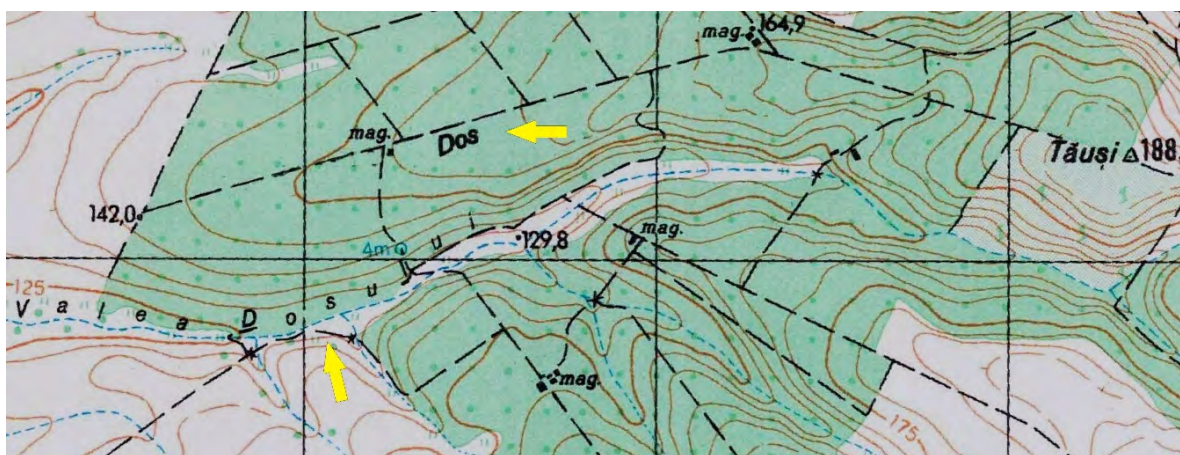 164,9
mag.
mag.
Dos
Tăuși 188,
142,0
mag.
4m
129,8
125
Valea Dosului
mag.
175